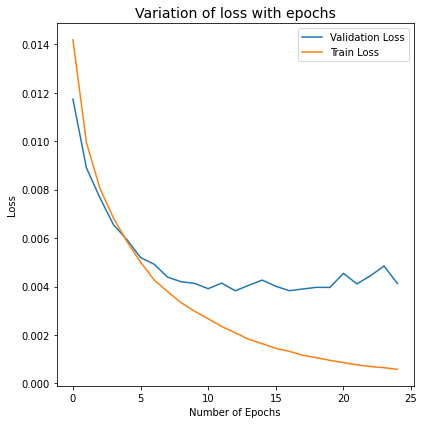 Variation of loss with epochs
Validation Loss
Train Loss
0.014
0.012
0.010
0.008
0.006
0.004
0.002
0.000
Loss
0
5
10
15
20
25
Number of Epochs